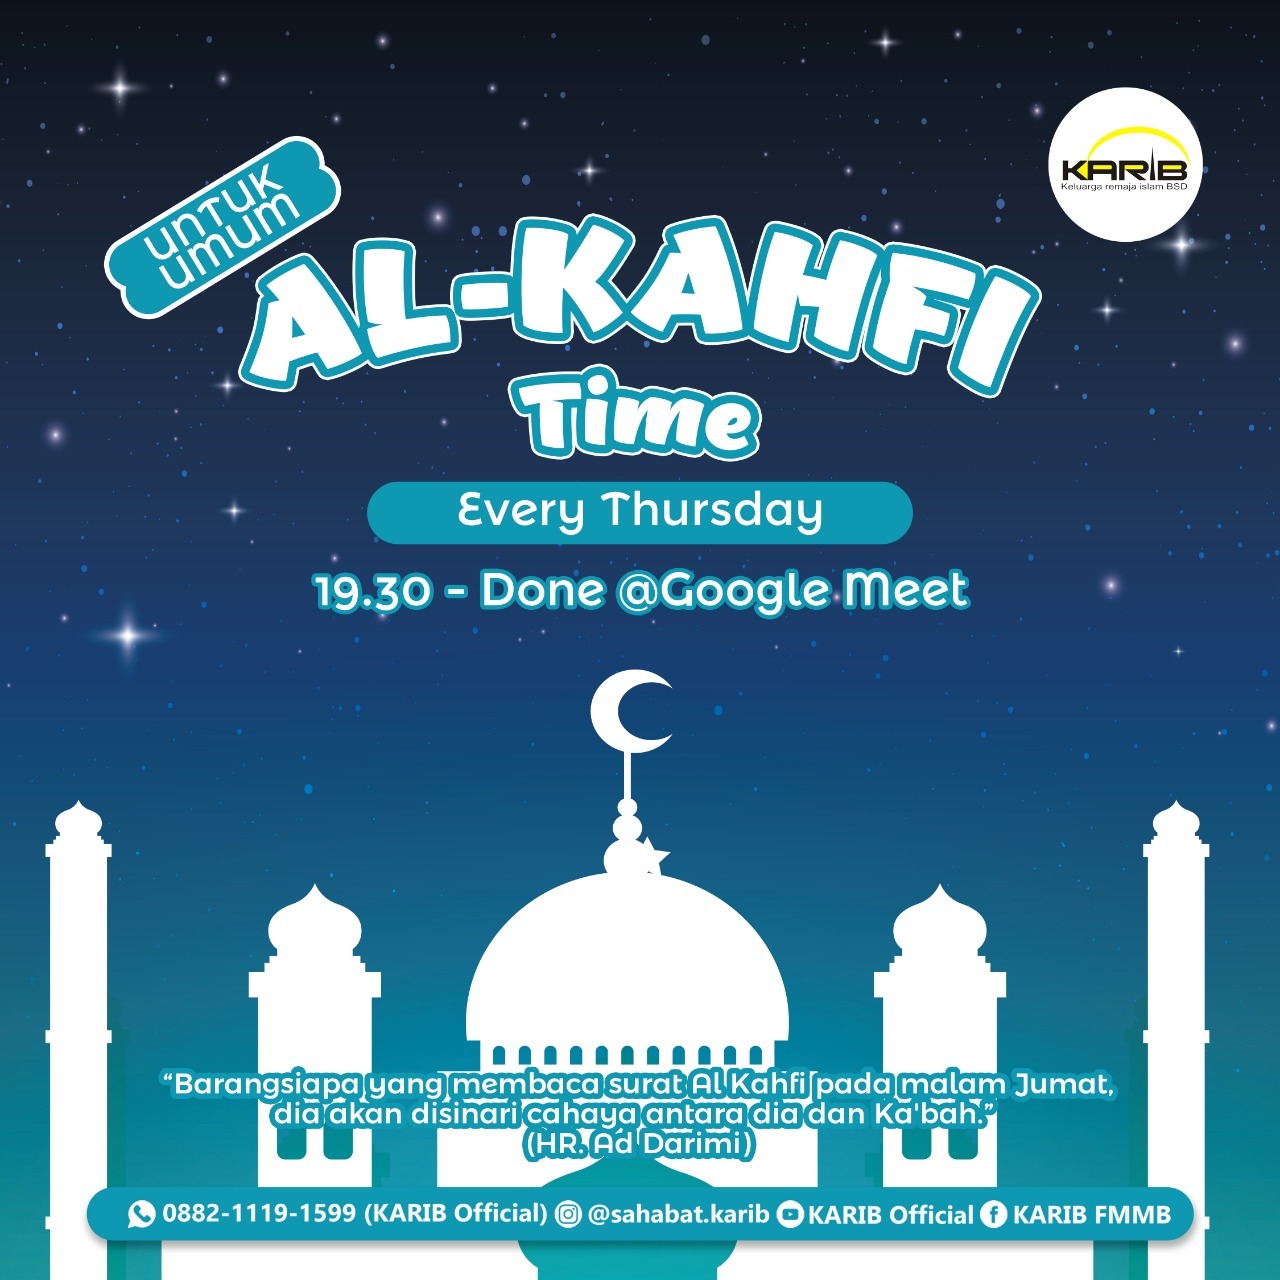 KARIB
Keluarga remaja islam BSD
untuk
umum
AL-KAHFI
Time
Every Thursday
19.30 - Done @Google Meet
“Barangsiapa yang membaca surat Al Kahfi pada malam Jumat,
dia akan disinari cahaya antara dia dan Ka'bah.”
(HR. Ad Darimi)
0882-1119-1599 (KARIB Official) @sahabat.karib KARIB Official KARIB FMMB